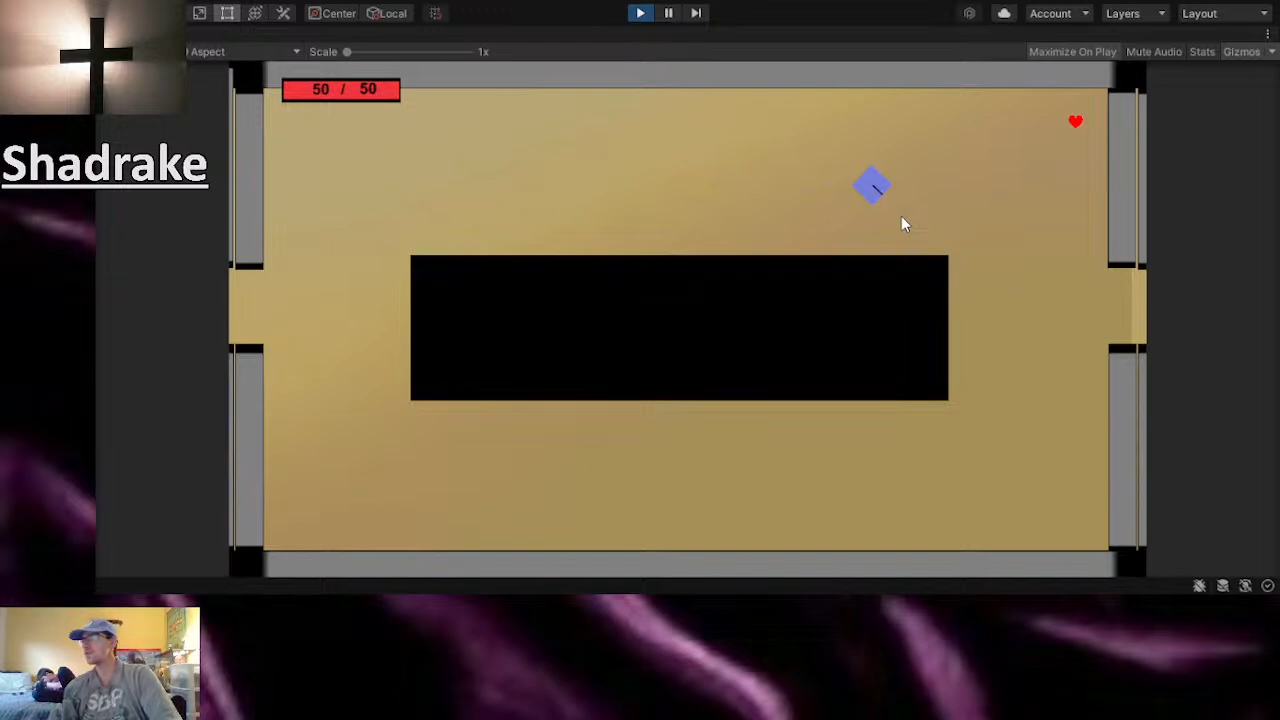 Center Local Account Layers Layout
Aspect Scale 1x Maximize On Play Mute Audio Stats Gizmos
50 / 50
Shadrake